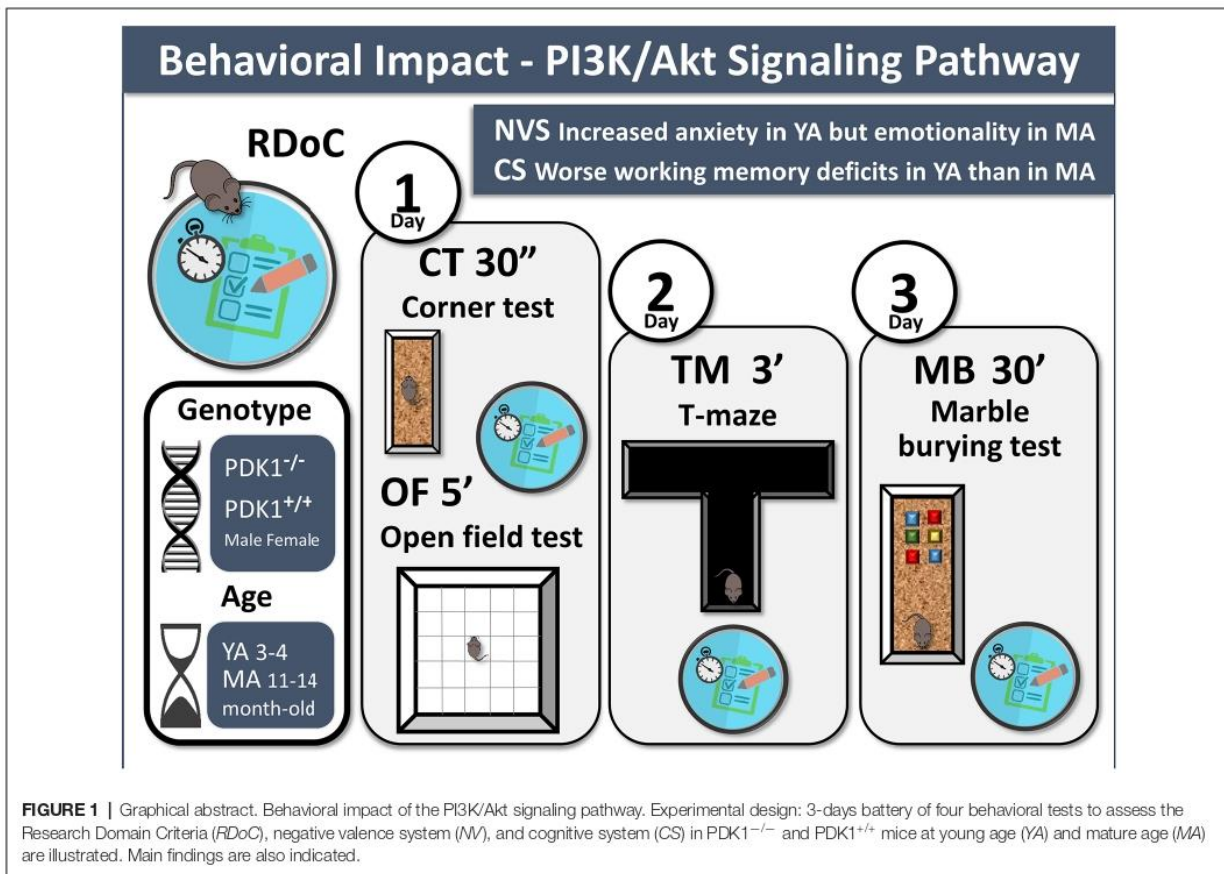 Behavioral Impact - PI3K/Akt Signaling Pathway
NVS Increased anxiety in YA but emotionality in MA
CS Worse working memory deficits in YA than in MA
RDoC
Genotype
PDK1-/-
PDK1+/+
Male Female
Age
YA 3-4
MA 11-14
month-old
1
Day
CT 30”
Corner test
OF 5’
Open field test
2
Day
TM 3’
T-maze
3
Day
MB 30’
Marble
burying test
FIGURE 1 | Graphical abstract. Behavioral impact of the PI3K/Akt signaling pathway. Experimental design: 3-days battery of four behavioral tests to assess the
Research Domain Criteria (RDoC), negative valence system (NV), and cognitive system (CS) in PDK1−/− and PDK1+/+ mice at young age (YA) and mature age (MA)
are illustrated. Main findings are also indicated.